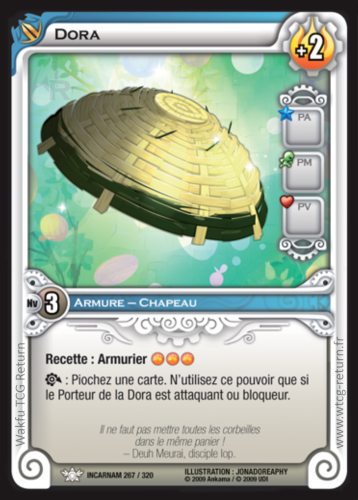 Dora
+2
PA
PM
PV
Nv 3 Armure – Chapeau
Recette : Armurier
: Piochez une carte. N'utilisez ce pouvoir que si
le Porteur de la Dora est attaquant ou bloqueur.
Il ne faut pas mettre toutes les corbeilles
dans le même panier !
– Deuh Meurai, disciple Iop.
INCARNAM 267 / 320
ILLUSTRATION : JONADOREAPHY
© 2009 Ankama / © 2009 UDI
Wakfu TCG Return
www.wtcg-return.fr